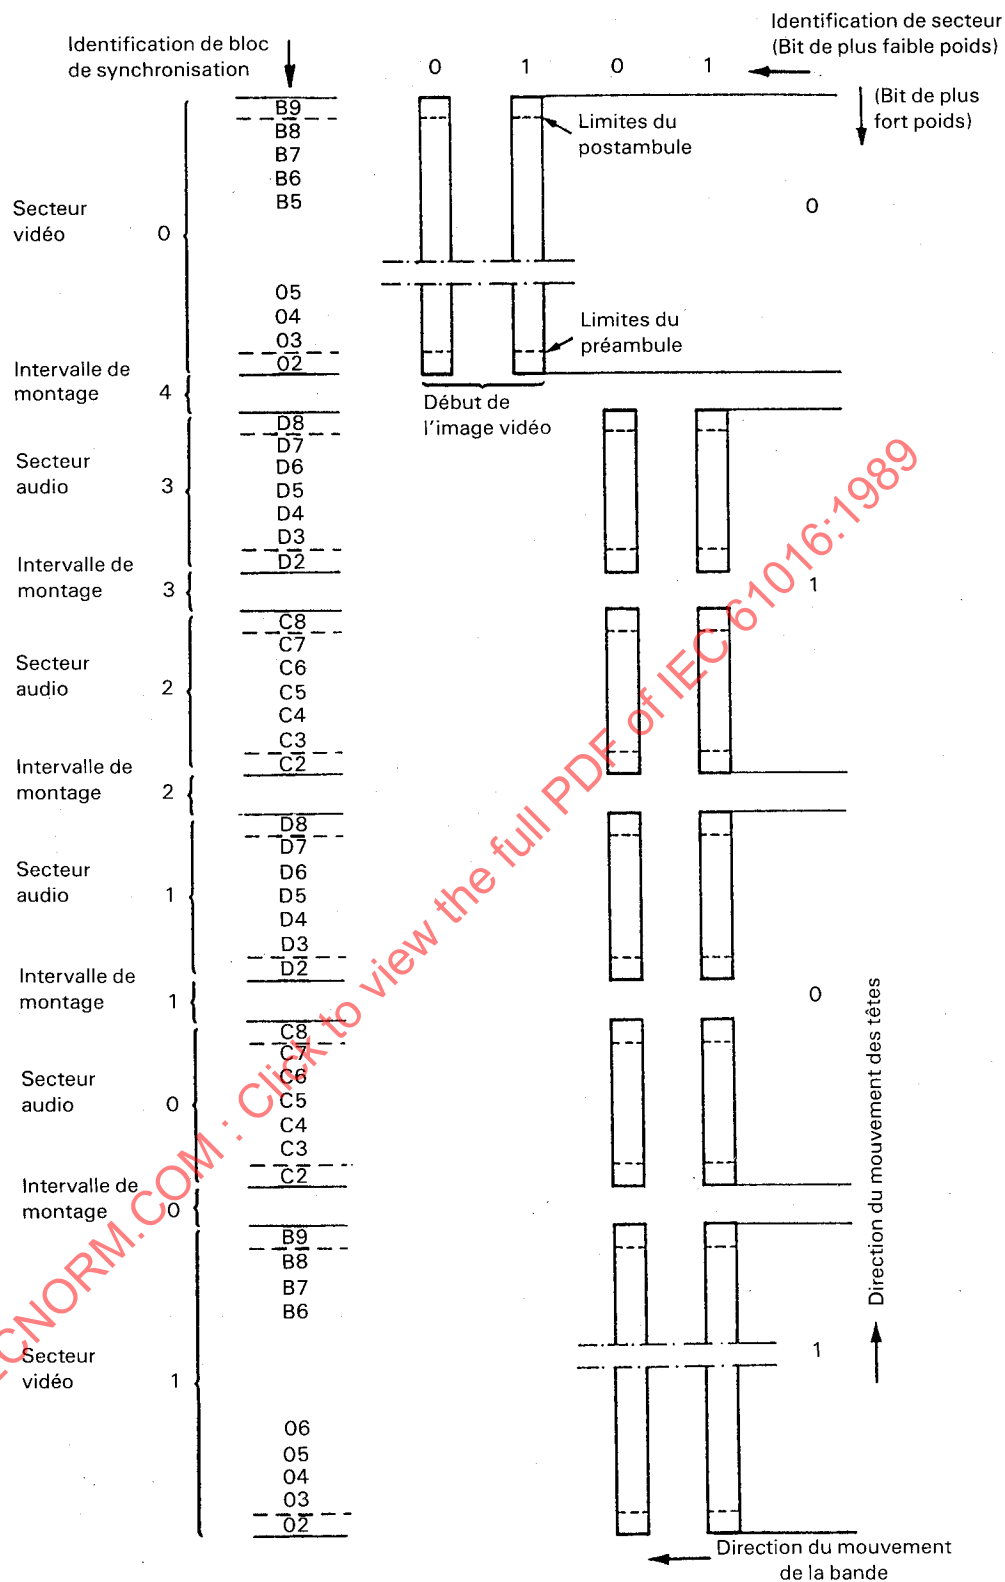 Identification de secteur
(Bit de plus faible poids)
Identification de bloc
de synchronisation
0 1 0 1
(Bit de plus
fort poids)
B9
B8
B7
B6
B5
Limites du
postambule
Secteur
vidéo 0
0
05
04
03
02
Limites du
préambule
Intervalle de
montage 4
Début de
l'image vidéo
D8
D7
D6
D5
D4
D3
D2
Secteur
audio 3
Intervalle de
montage 3
1
C8
C7
C6
C5
C4
C3
C2
Secteur
audio 2
Intervalle de
montage 2
D8
D7
D6
D5
D4
D3
D2
Secteur
audio 1
Intervalle de
montage 1
0
C8
C7
C6
C5
C4
C3
C2
Secteur
audio 0
Intervalle de
montage 0
B9
B8
B7
B6
Secteur
vidéo 1
1
06
05
04
03
02
Direction du mouvement des têtes
Direction du mouvement
de la bande
ECNORM.COM : Click to view the full PDF of IEC 61016:1989